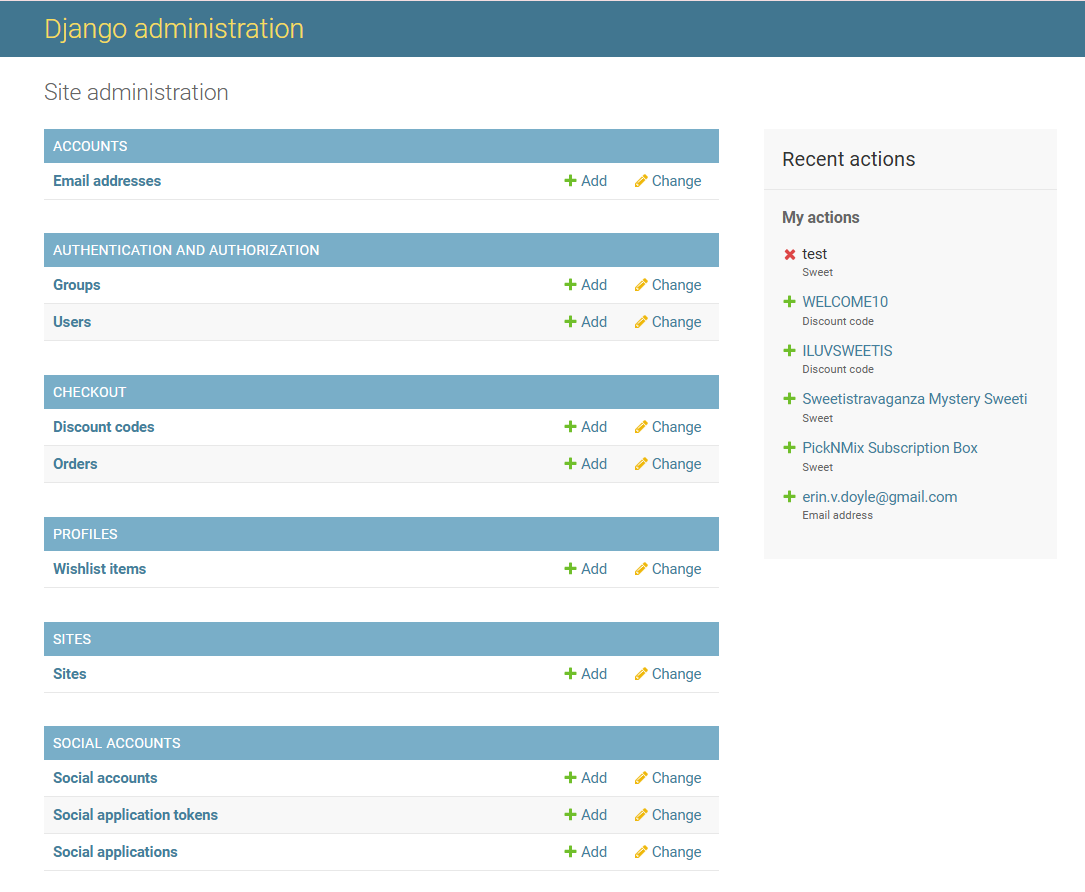 Django administration
Site administration
ACCOUNTS
Email addresses Add Change
AUTHENTICATION AND AUTHORIZATION
Groups Add Change
Users Add Change
CHECKOUT
Discount codes Add Change
Orders Add Change
PROFILES
Wishlist items Add Change
SITES
Sites Add Change
SOCIAL ACCOUNTS
Social accounts Add Change
Social application tokens Add Change
Social applications Add Change
Recent actions
My actions
test
Sweet
WELCOME10
Discount code
ILUVSWEETIS
Discount code
Sweetistravaganza Mystery Sweeti
Sweet
PickNMix Subscription Box
Sweet
erin.v.doyle@gmail.com
Email address